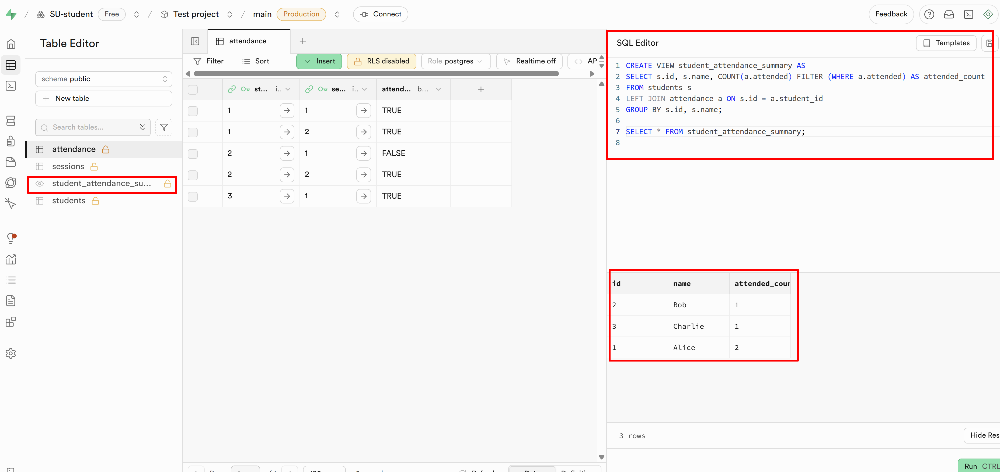 SU-student Free Test project main Production Connect Feedback
Table Editor
schema public
New table
Search tables...
attendance
sessions
student_attendance_su...
students
attendance
Filter Sort Insert RLS disabled Role postgres Realtime off AP
st... i.. se... i.. attend... b...
1 1 TRUE
1 2 TRUE
2 1 FALSE
2 2 TRUE
3 1 TRUE
SQL Editor Templates
1 CREATE VIEW student_attendance_summary AS
2 SELECT s.id, s.name, COUNT(a.attended) FILTER (WHERE a.attended) AS attended_count
3 FROM students s
4 LEFT JOIN attendance a ON s.id = a.student_id
5 GROUP BY s.id, s.name;
6
7 SELECT * FROM student_attendance_summary;
8
id name attended_cour
2 Bob 1
3 Charlie 1
1 Alice 2
3 rows Hide Res
Run CTRL